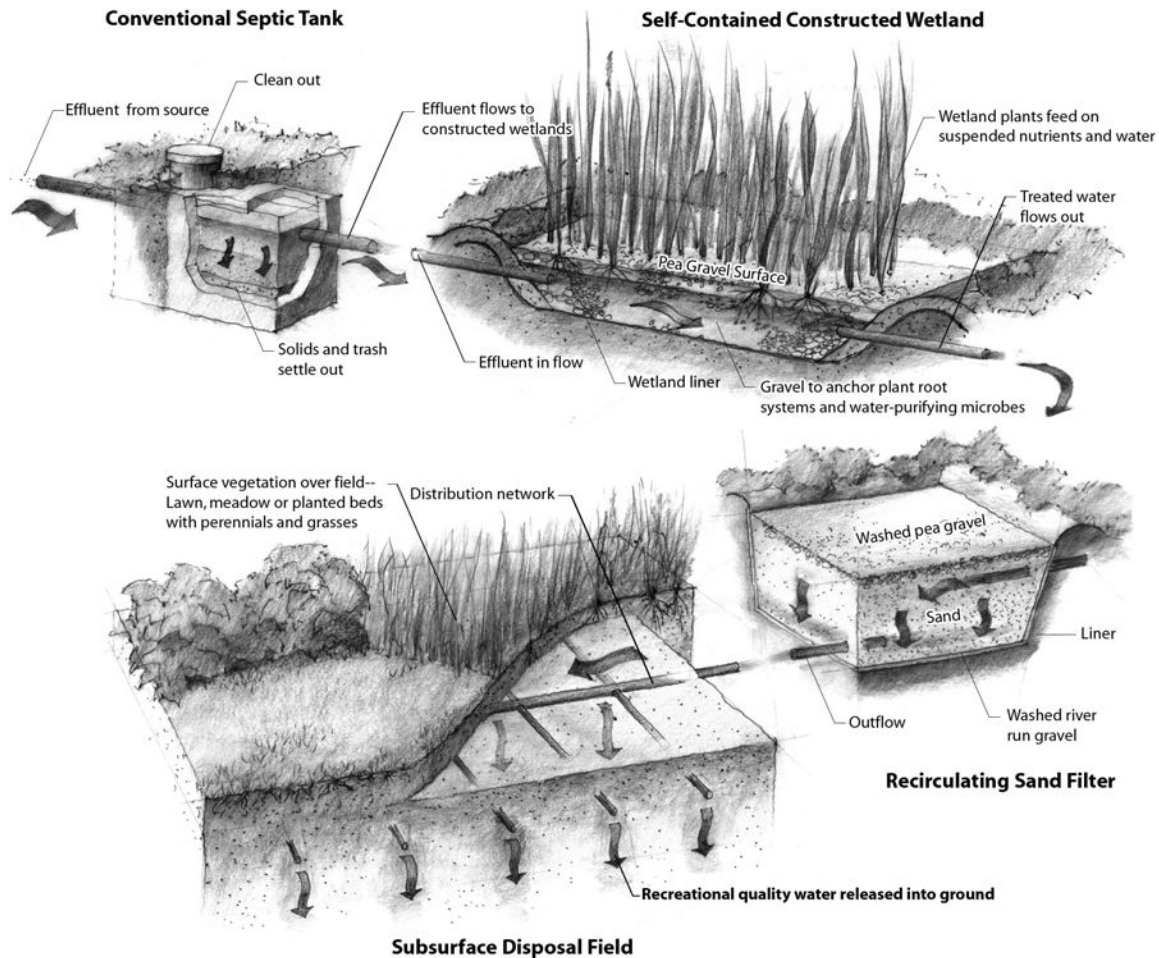 Conventional Septic Tank
Clean out
Effluent from source
Effluent flows to
constructed wetlands
Solids and trash
settle out
Self-Contained Constructed Wetland
Wetland plants feed on
suspended nutrients and water
Treated water
flows out
Pea Gravel Surface
Effluent in flow
Wetland liner
Gravel to anchor plant root
systems and water-purifying microbes
Surface vegetation over field--
Lawn, meadow or planted beds
with perennials and grasses
Distribution network
Washed pea gravel
Sand
Liner
Outflow
Washed river
run gravel
Recirculating Sand Filter
Recreational quality water released into ground
Subsurface Disposal Field